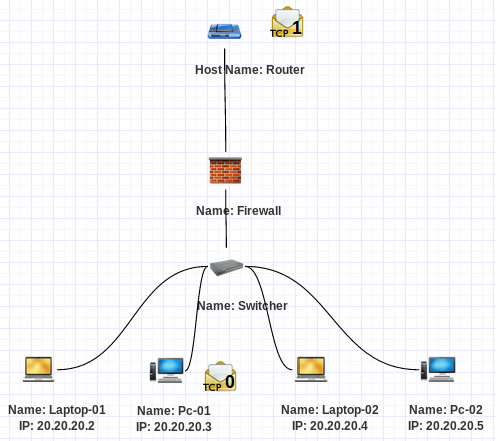 TCP 1
Host Name: Router
Name: Firewall
Name: Switcher
TCP 0
Name: Laptop-01
IP: 20.20.20.2
Name: Pc-01
IP: 20.20.20.3
Name: Laptop-02
IP: 20.20.20.4
Name: Pc-02
IP: 20.20.20.5